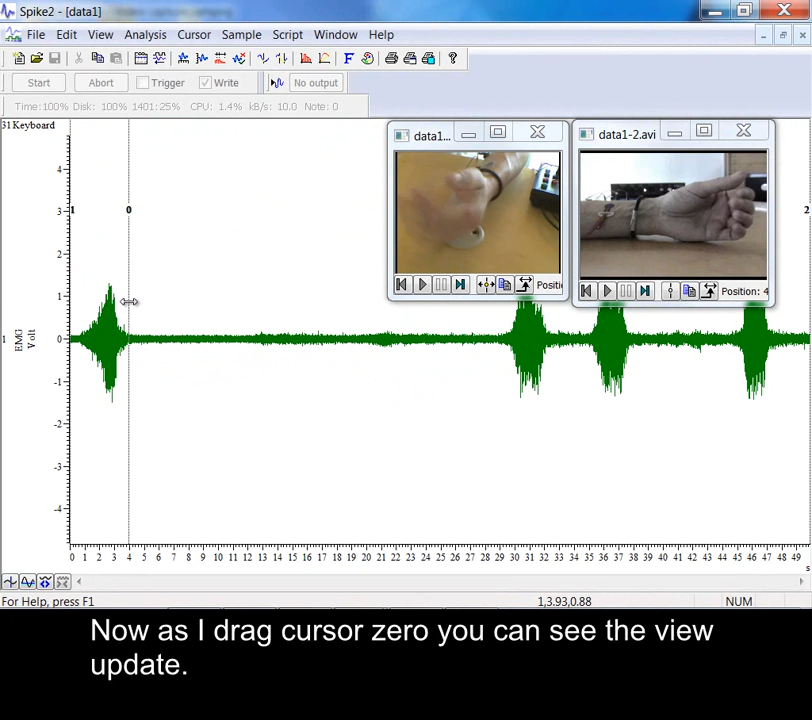 Spike2 - [data1]
File Edit View Analysis Cursor Sample Script Window Help
Start Abort Trigger Write No output
Time:100% Disk: 100% 1401:25% CPU: 1.4% kB/s: 10.0 Note: 0
31 Keyboard
data1...
data1-2.avi
4
3
1 0 2
2
1
1 EMG Volt 0
-1
-2
-3
-4
Positi
Position: 4
0 1 2 3 4 5 6 7 8 9 10 11 12 13 14 15 16 17 18 19 20 21 22 23 24 25 26 27 28 29 30 31 32 33 34 35 36 37 38 39 40 41 42 43 44 45 46 47 48 49
s
For Help, press F1 1,3.93,0.88 NUM
Now as I drag cursor zero you can see the view
update.